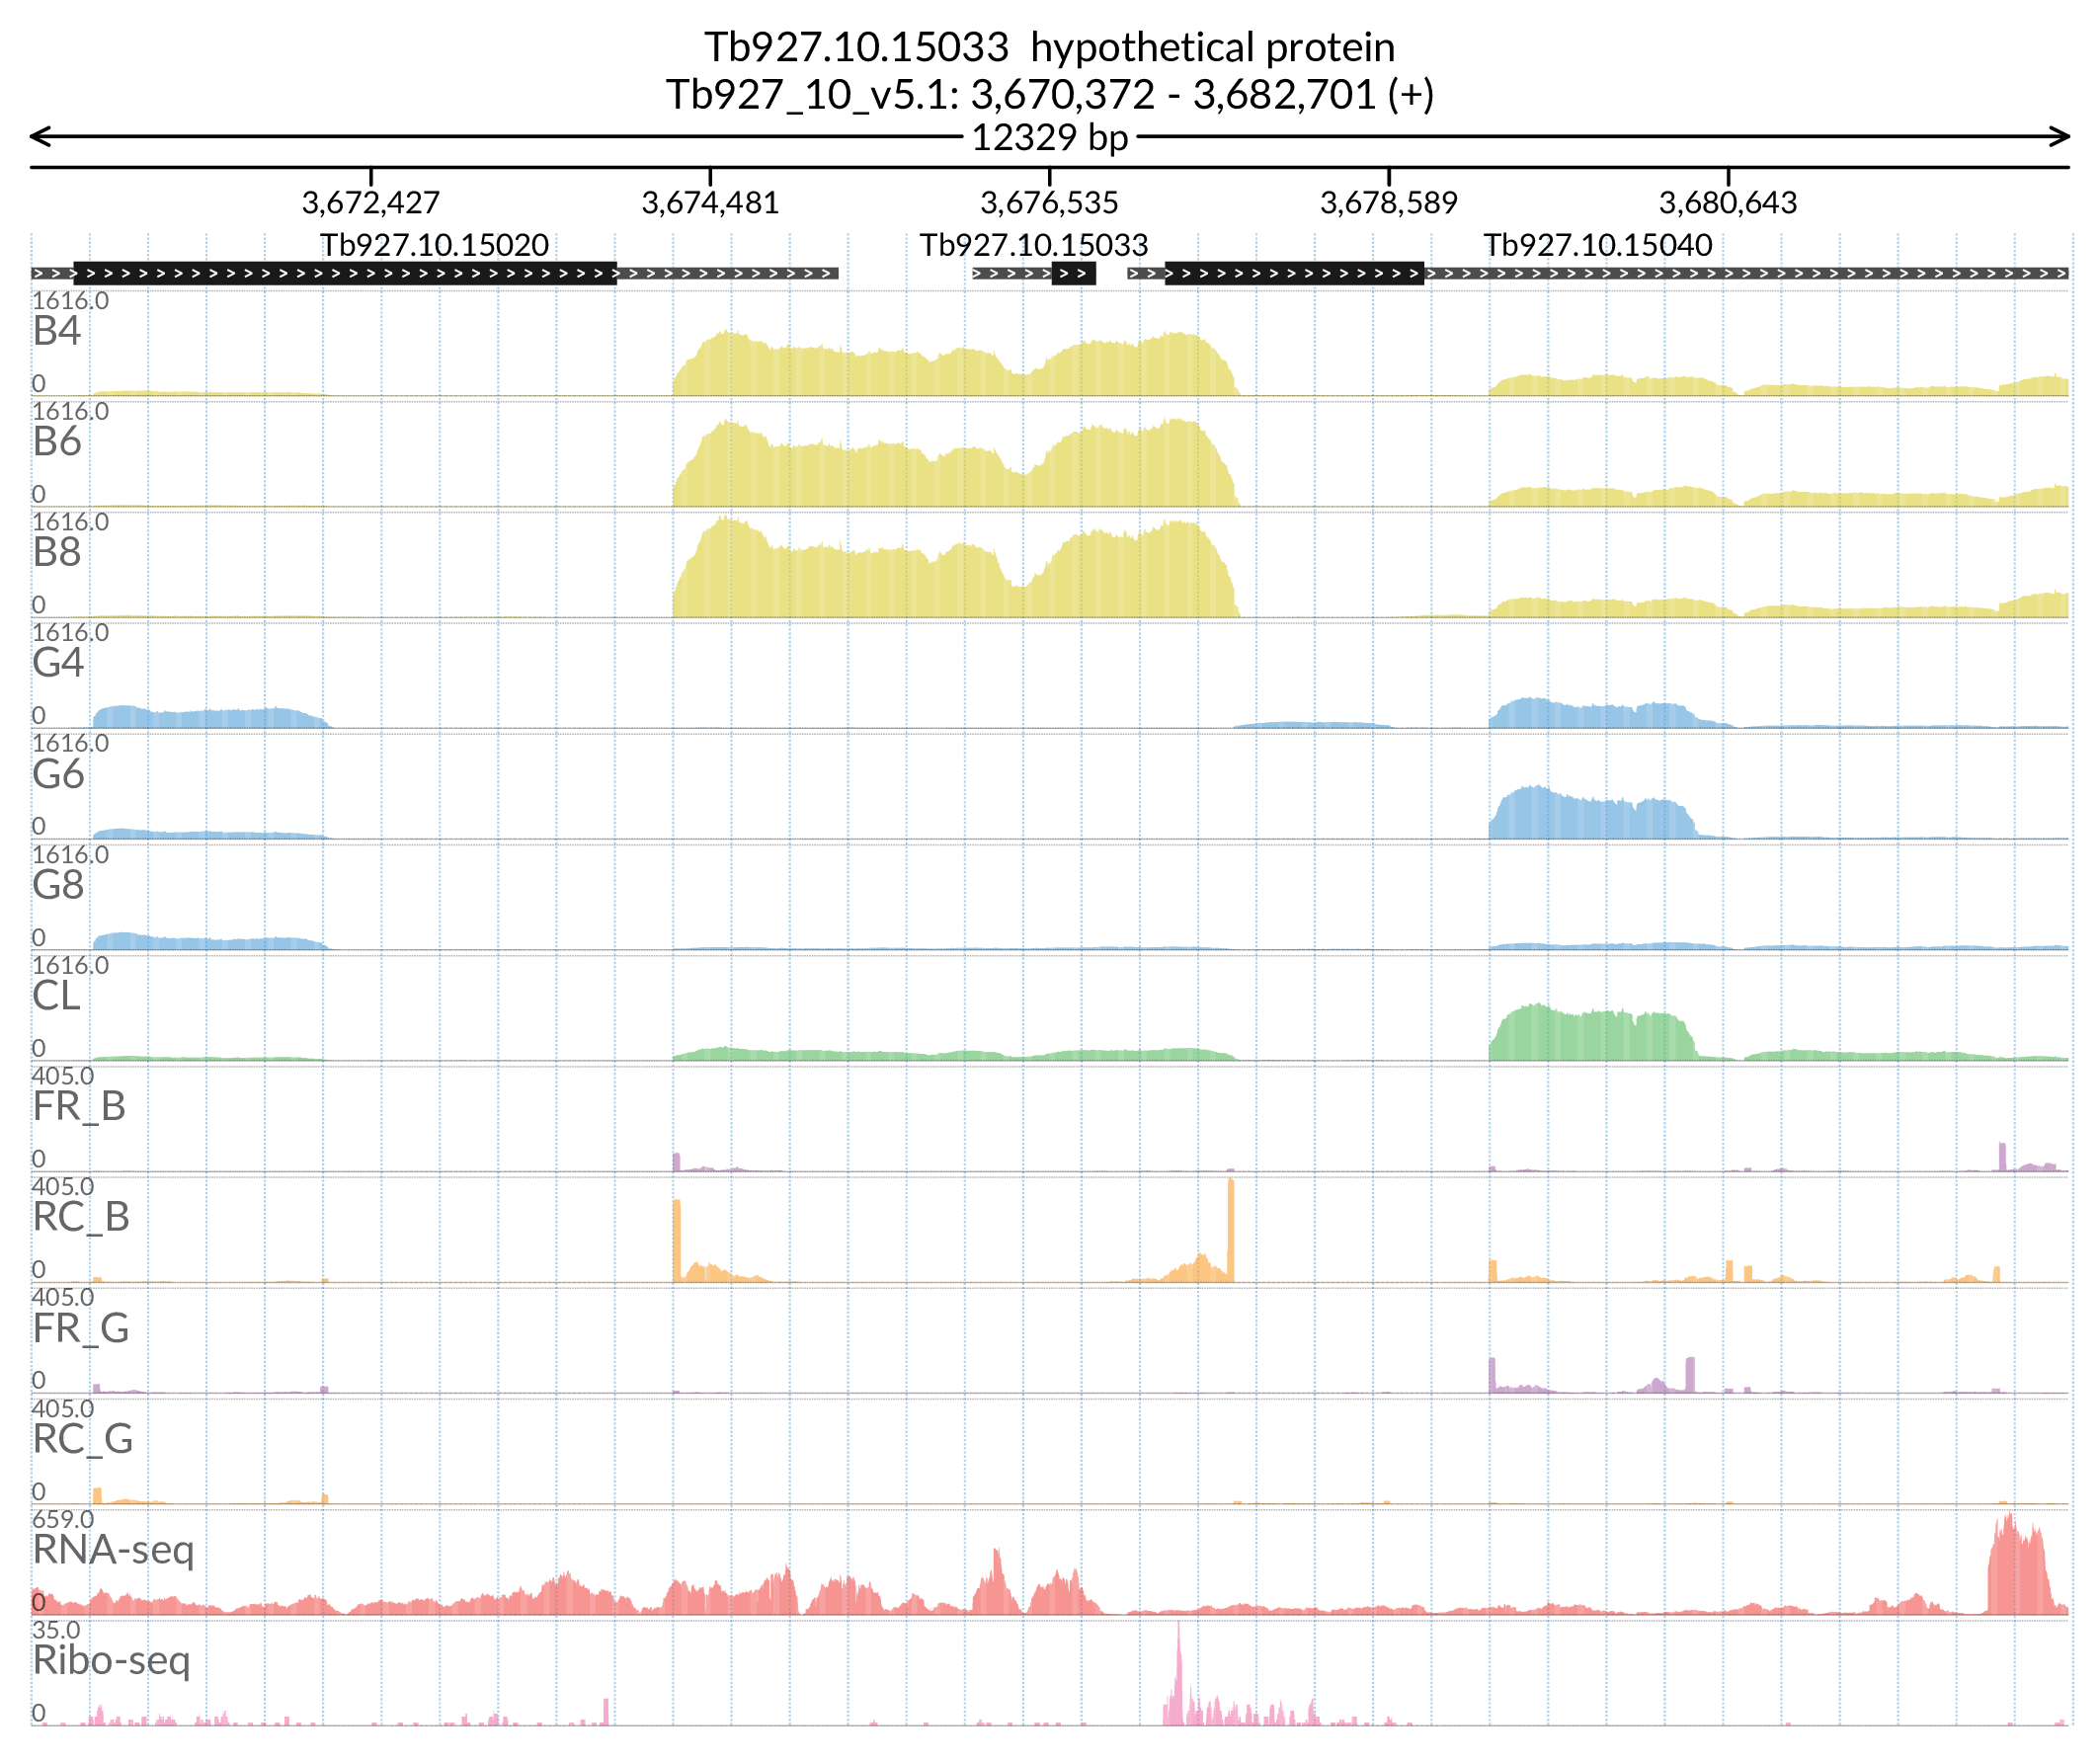 Tb927.10.15033  hypothetical protein
Tb927_10_v5.1: 3,670,372 - 3,682,701 (+)
12329 bp
3,672,427 3,674,481 3,676,535 3,678,589 3,680,643
Tb927.10.15020 Tb927.10.15033 Tb927.10.15040
1616.0
B4
0
1616.0
B6
0
1616.0
B8
0
1616.0
G4
0
1616.0
G6
0
1616.0
G8
0
1616.0
CL
0
405.0
FR_B
0
405.0
RC_B
0
405.0
FR_G
0
405.0
RC_G
0
659.0
RNA-seq
0
35.0
Ribo-seq
0